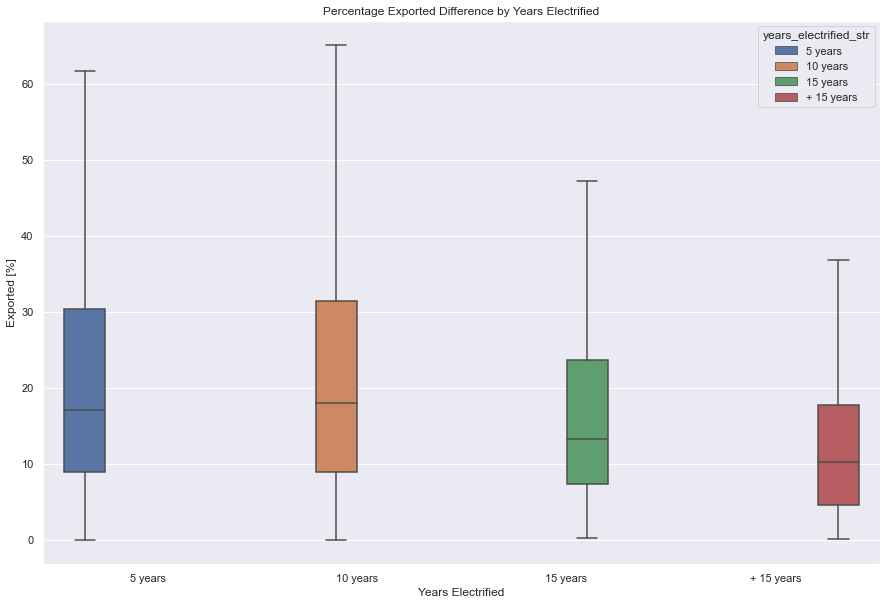 Percentage Exported Difference by Years Electrified
years_electrified_str
5 years
10 years
15 years
+ 15 years
Exported [%]
60
50
40
30
20
10
0
5 years
10 years
15 years
+ 15 years
Years Electrified